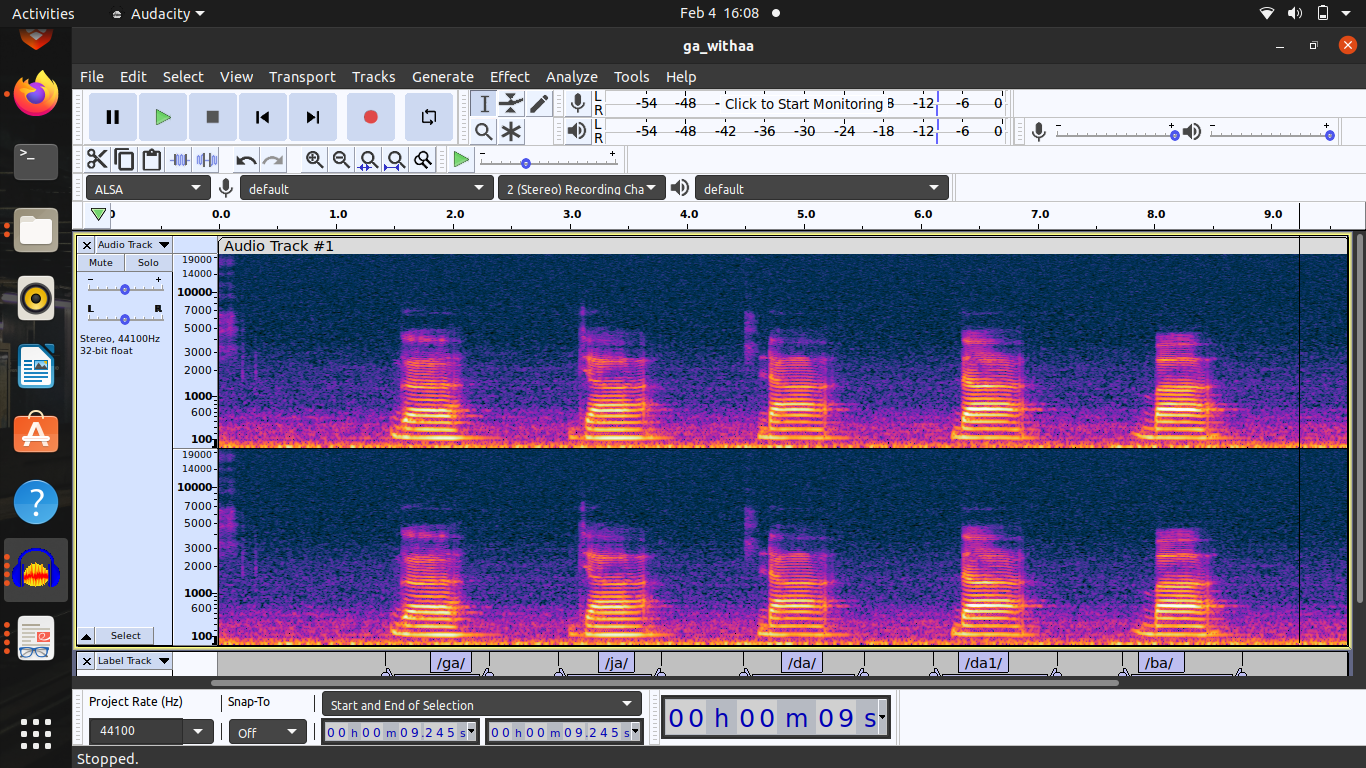 Activities Audacity Feb 4 16:08
ga_withaa
File Edit Select View Transport Tracks Generate Effect Analyze Tools Help
L R -54 -48 - Click to Start Monitoring 8 -12 -6 0
L R -54 -48 -42 -36 -30 -24 -18 -12 -6 0
ALSA default 2 (Stereo) Recording Cha default
0 0.0 1.0 2.0 3.0 4.0 5.0 6.0 7.0 8.0 9.0
Audio Track Audio Track #1
Mute Solo
- +
L R
Stereo, 44100Hz
32-bit float
Select
19000
14000
10000
7000
5000
3000
2000
1000
600
100
19000
14000
10000
7000
5000
3000
2000
1000
600
100
Label Track /ga/ /ja/ /da/ /da1/ /ba/
Project Rate (Hz) Snap-To Start and End of Selection
44100 Off 00 h 00 m 09.245 s 00 h 00 m 09.245 s 00 h 00 m 09 s
Stopped.